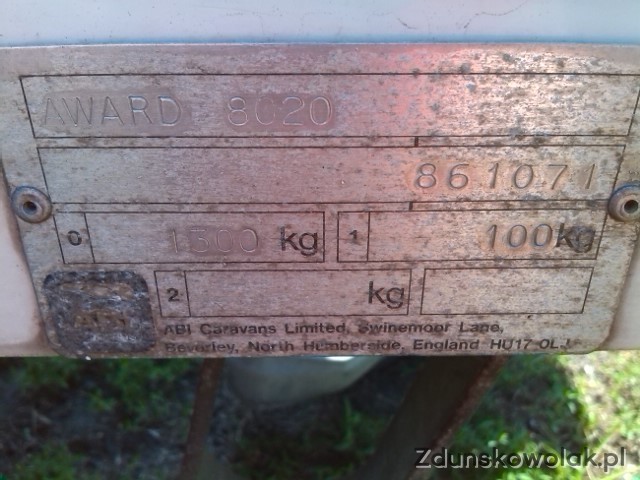 AWARD 8020
861071
0 1300 kg 1 100kg
2 kg
ABI Caravans Limited, Swinemoor Lane,
Beverley, North Humberside, England HU17 0LJ
Zdunskowolak.pl